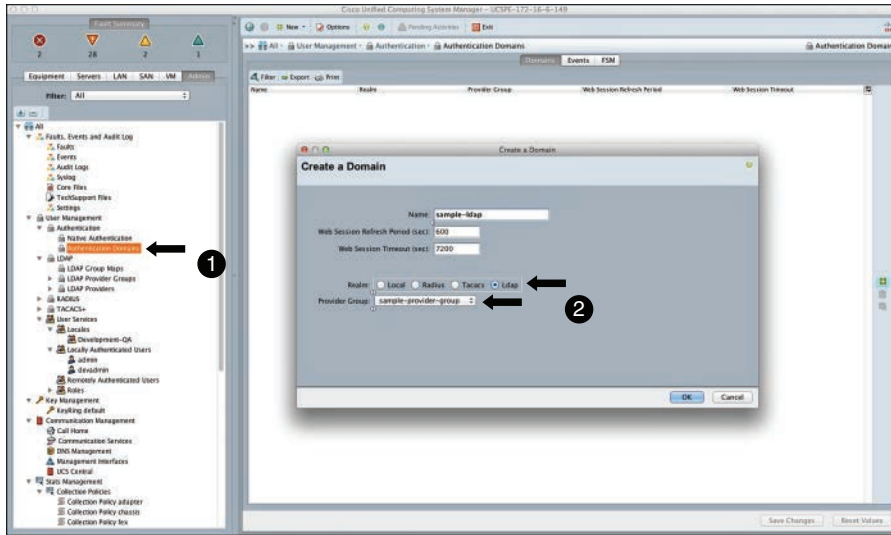 Cisco Unified Computing System Manager - UCSPE-172-16-6-149
Fault Summary
2 28 2 1
New Options Pending Activities Exit
>> All User Management Authentication Authentication Domains
Authentication Domain
Equipment Servers LAN SAN VM Admin
Filter: All
Domains Events FSM
Filter Export Print
Name Realm Provider Group Web Session Refresh Period Web Session Timeout
All
Faults, Events and Audit Log
Faults
Events
Audit Logs
Syslog
Core Files
TechSupport Files
Settings
User Management
Authentication
Native Authentication
Authentication Domains
LDAP
LDAP Group Maps
LDAP Provider Groups
LDAP Providers
RADIUS
TACACS+
User Services
Locales
Development-QA
Locally Authenticated Users
admin
devadmin
Remotely Authenticated Users
Roles
Key Management
KeyRing default
Communication Management
Call Home
Communication Services
DNS Management
Management Interfaces
UCS Central
Stats Management
Collection Policies
Collection Policy adapter
Collection Policy chassis
Collection Policy fex
1
Create a Domain
Create a Domain
Name: sample-ldap
Web Session Refresh Period (sec): 600
Web Session Timeout (sec): 7200
Realm: Local Radius Tacacs Ldap
Provider Group: sample-provider-group
2
OK Cancel
Save Changes Reset Values